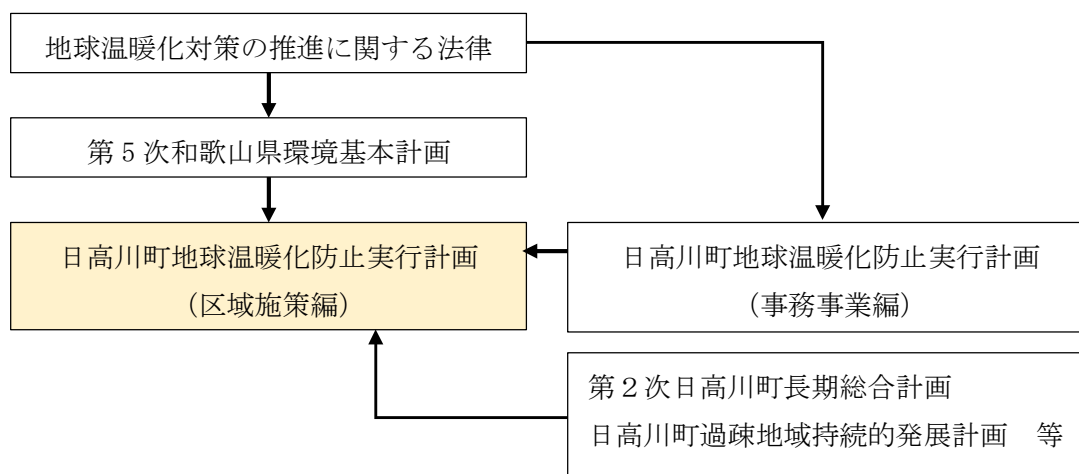 地球温暖化対策の推進に関する法律
第5次和歌山県環境基本計画
日高川町地球温暖化防止実行計画
（区域施策編）
日高川町地球温暖化防止実行計画
（事務事業編）
第２次日高川町長期総合計画
日高川町過疎地域持続的発展計画　等